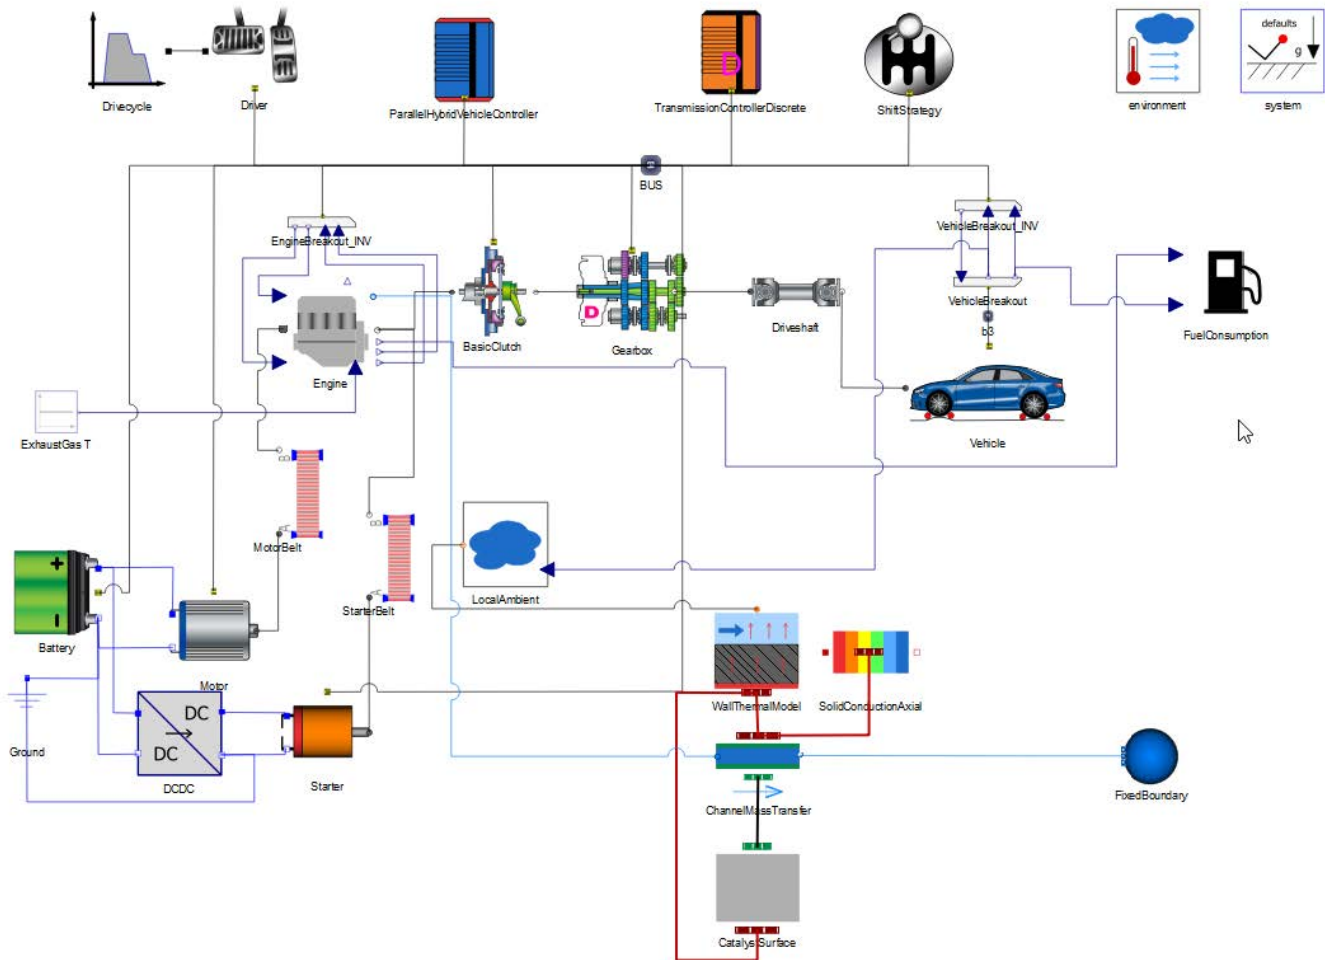 defaults
g
Drivecycle
Driver
ParallelHybridVehicleController
D
TransmissionControllerDiscrete
ShiftStrategy
environment
system
BUS
EngineBreakout_INV
VehicleBreakout_INV
VehicleBreakout
b3
BasicClutch
D
Gearbox
Driveshaft
FuelConsumption
Engine
ExhaustGas T
Vehicle
B
A
MotorBelt
B
A
StarterBelt
LocalAmbient
+
-
Battery
Motor
WallThermalModel
SolidConductionAxial
Ground
DC
DC
DCDC
Starter
ChannelMassTransfer
FixedBoundary
CatalysSurface